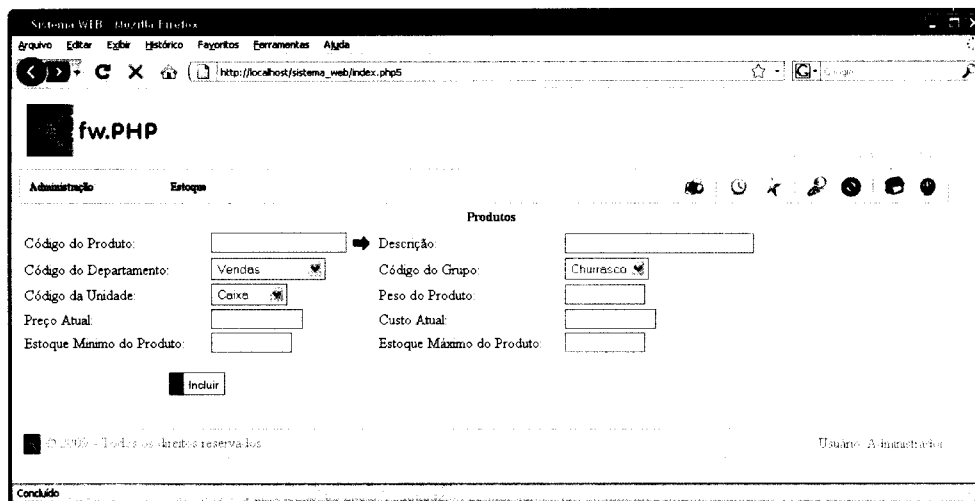 Sistema WEB - Mozilla Firefox
Arquivo Editar Exibir Histórico Favoritos Ferramentas Ajuda
http://localhost/sistema_web/index.php5 G Google
fw.PHP
Administração Estoque
Produtos
Código do Produto: Descrição:
Código do Departamento: Vendas Código do Grupo: Churrasco
Código da Unidade: Caixa Peso do Produto:
Preço Atual: Custo Atual:
Estoque Minimo do Produto: Estoque Máximo do Produto:
Incluir
© 2009 - Todos os direitos reservados Usuário: Administrador
Concluído